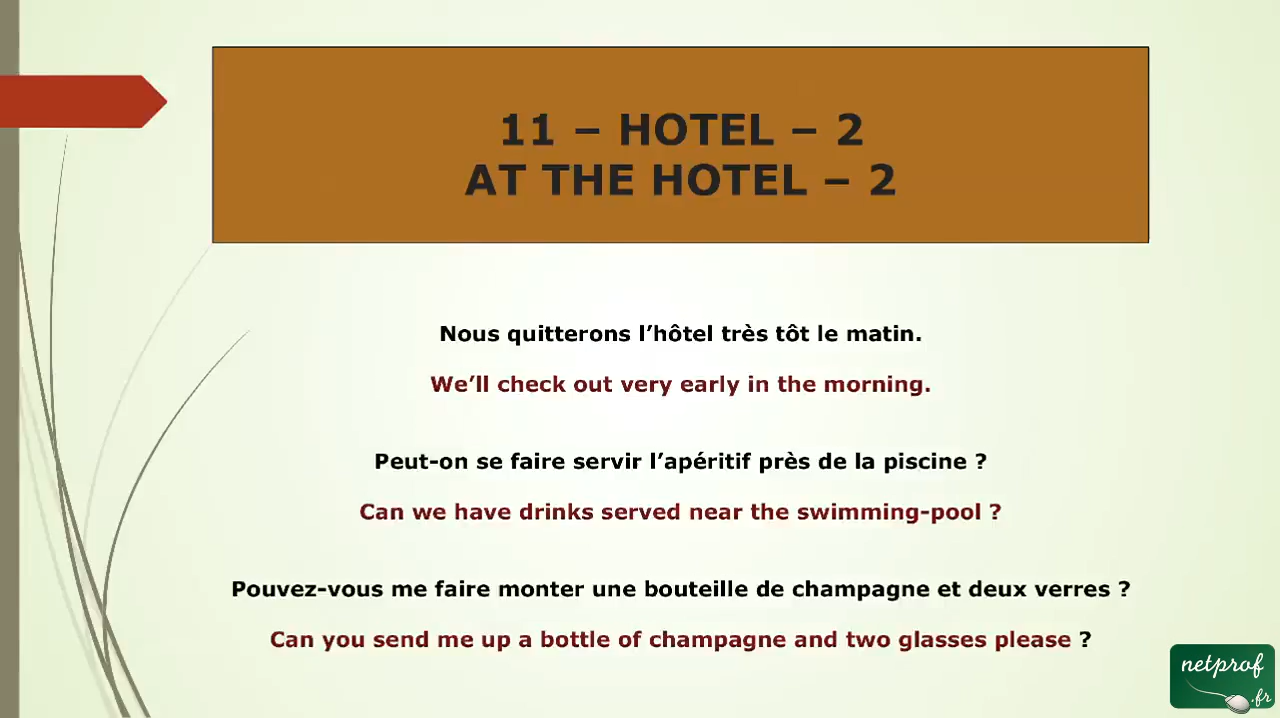 11 – HOTEL – 2
AT THE HOTEL – 2
Nous quitterons l’hôtel très tôt le matin.
We’ll check out very early in the morning.
Peut-on se faire servir l’apéritif près de la piscine ?
Can we have drinks served near the swimming-pool ?
Pouvez-vous me faire monter une bouteille de champagne et deux verres ?
Can you send me up a bottle of champagne and two glasses please ?
netprof
.fr